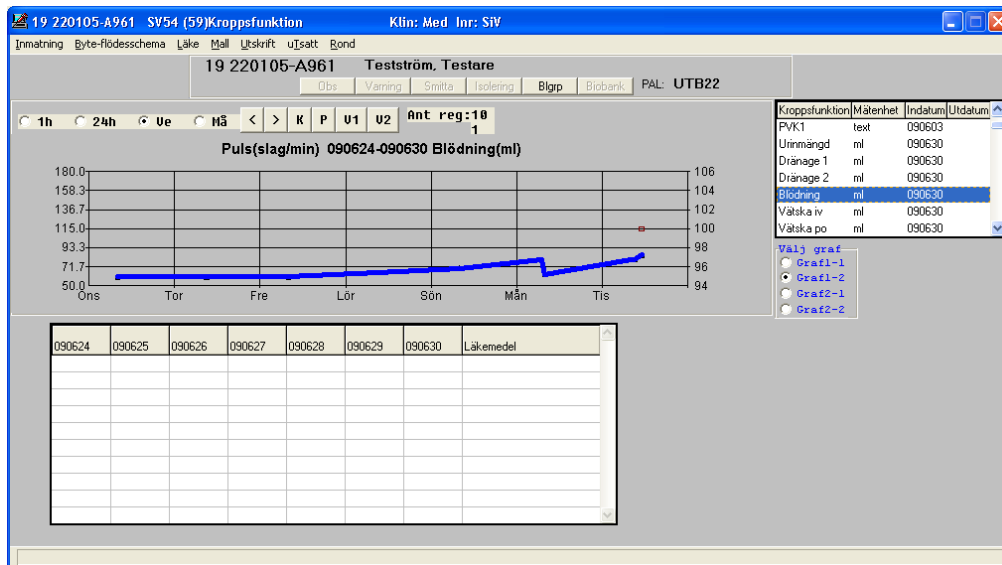 19 220105-A961 SV54 (59)Kroppsfunktion Klin: Med Inr: SiV
Inmatning Byte-flödesschema Läke Mall Utskrift uTsatt Rond
19 220105-A961 Testström, Testare
Obs Varning Smitta Isolering Blgrp Biobank PAL: UTB22
1h 24h Ve Må < > K P V1 V2 Ant reg:10
1
Puls(slag/min) 090624-090630 Blödning(ml)
180.0 106
158.3 104
136.7 102
115.0 100
93.3 98
71.7 96
50.0 94
Ons Tor Fre Lör Sön Mån Tis
Kroppsfunktion Mätenhet Indatum Utdatum
PVK1 text 090603
Urinmängd ml 090630
Dränage 1 ml 090630
Dränage 2 ml 090630
Blödning ml 090630
Vätska iv ml 090630
Vätska po ml 090630
Välj graf
Graf1-1
Graf1-2
Graf2-1
Graf2-2
090624 090625 090626 090627 090628 090629 090630 Läkemedel